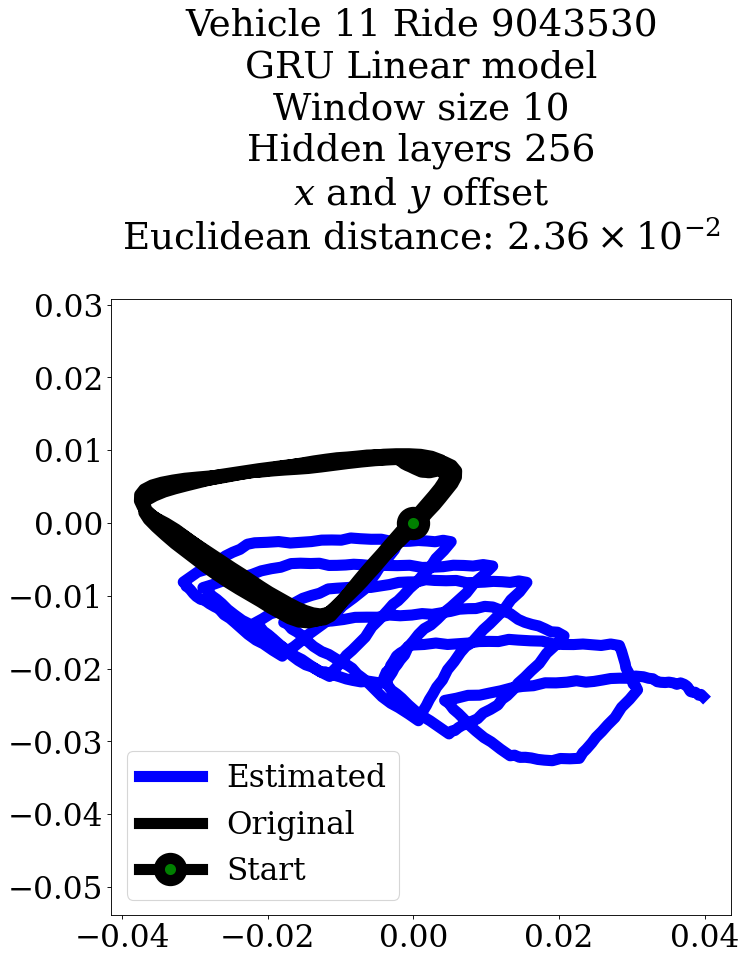 Vehicle 11 Ride 9043530
GRU Linear model
Window size 10
Hidden layers 256
x and y offset
Euclidean distance: 2.36 × 10⁻²
0.03
0.02
0.01
0.00
−0.01
−0.02
−0.03
−0.04
−0.05
Estimated
Original
Start
−0.04 −0.02 0.00 0.02 0.04